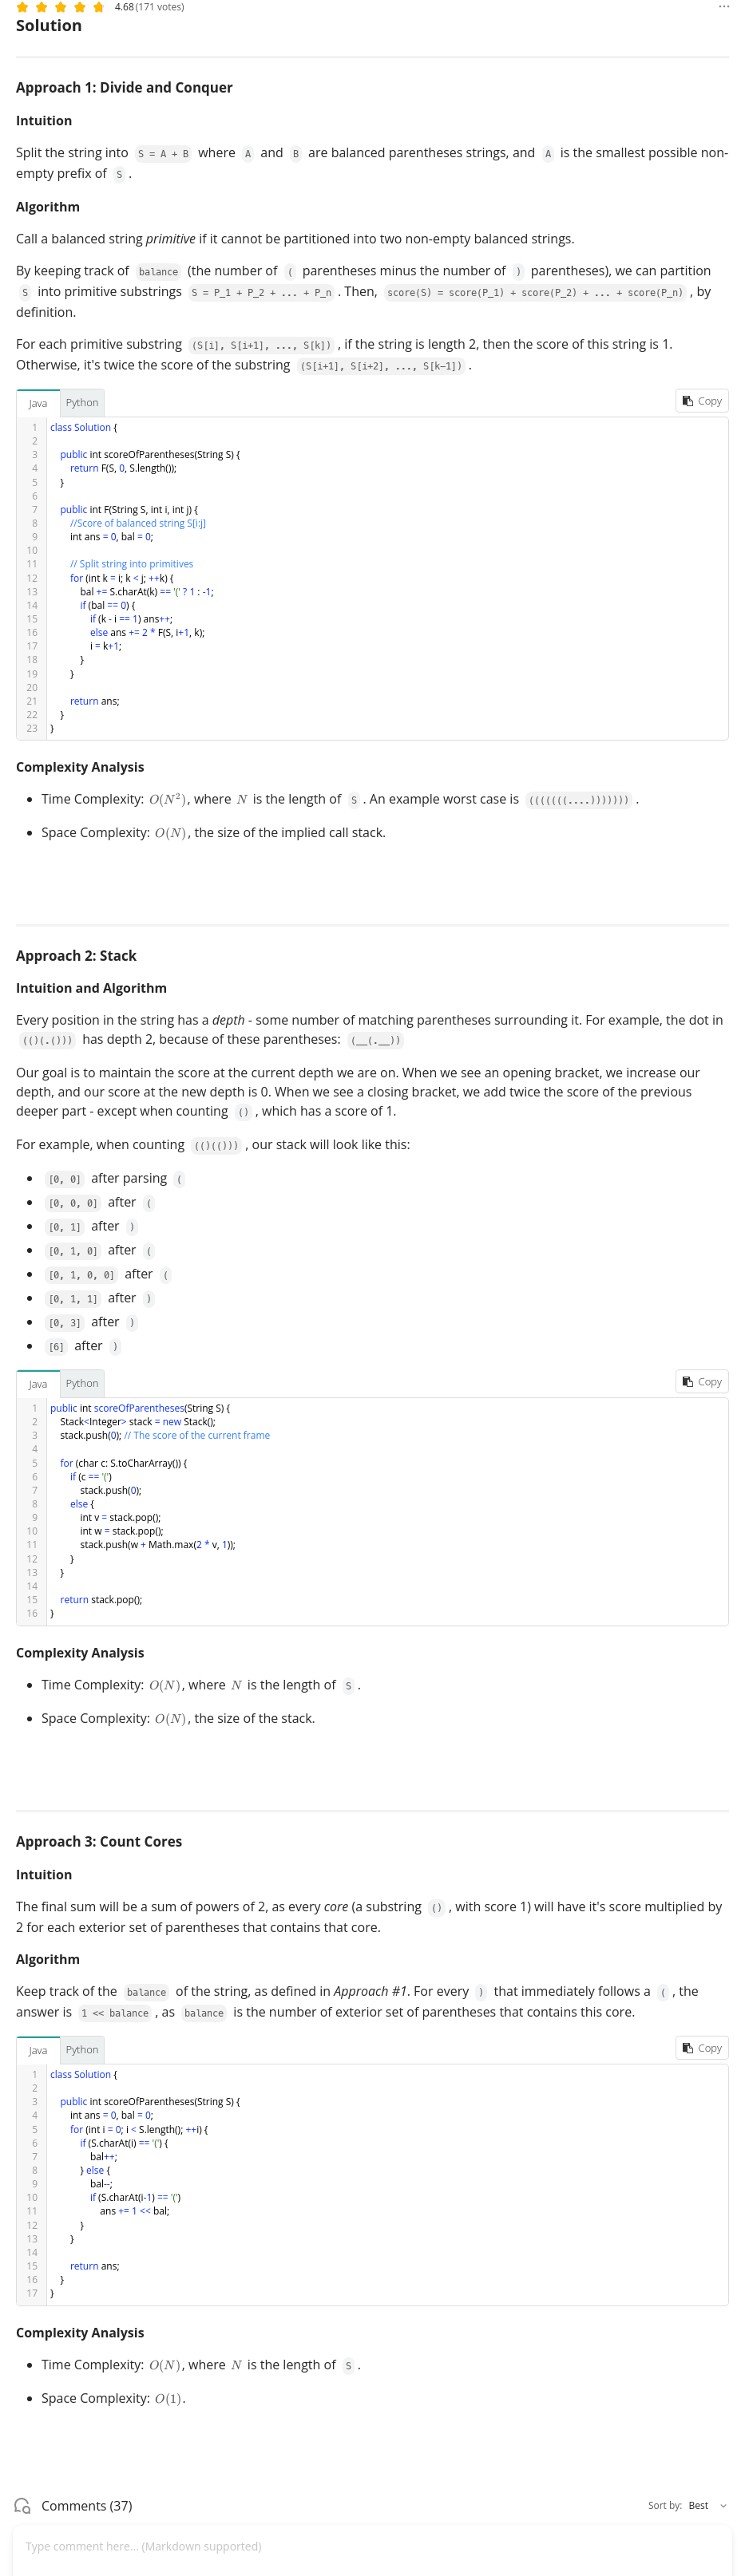 4.68 (171 votes)
Solution
Approach 1: Divide and Conquer
Intuition
Split the string into S = A + B where A and B are balanced parentheses strings, and A is the smallest possible non-
empty prefix of S .
Algorithm
Call a balanced string primitive if it cannot be partitioned into two non-empty balanced strings.
By keeping track of balance (the number of ( parentheses minus the number of ) parentheses), we can partition
S into primitive substrings S = P_1 + P_2 + ... + P_n . Then, score(S) = score(P_1) + score(P_2) + ... + score(P_n) , by
definition.
For each primitive substring (S[i], S[i+1], ..., S[k]) , if the string is length 2, then the score of this string is 1.
Otherwise, it's twice the score of the substring (S[i+1], S[i+2], ..., S[k-1]) .
Java Python Copy
1 class Solution {
2
3 public int scoreOfParentheses(String S) {
4 return F(S, 0, S.length());
5 }
6
7 public int F(String S, int i, int j) {
8 //Score of balanced string S[i:j]
9 int ans = 0, bal = 0;
10
11 // Split string into primitives
12 for (int k = i; k < j; ++k) {
13 bal += S.charAt(k) == '(' ? 1 : -1;
14 if (bal == 0) {
15 if (k - i == 1) ans++;
16 else ans += 2 * F(S, i+1, k);
17 i = k+1;
18 }
19 }
20
21 return ans;
22 }
23 }
Complexity Analysis
• Time Complexity: O(N²), where N is the length of S . An example worst case is (((((((....))))))) .
• Space Complexity: O(N), the size of the implied call stack.
Approach 2: Stack
Intuition and Algorithm
Every position in the string has a depth - some number of matching parentheses surrounding it. For example, the dot in
(()(.())) has depth 2, because of these parentheses: (__(.__))
Our goal is to maintain the score at the current depth we are on. When we see an opening bracket, we increase our
depth, and our score at the new depth is 0. When we see a closing bracket, we add twice the score of the previous
deeper part - except when counting () , which has a score of 1.
For example, when counting (()(())) , our stack will look like this:
• [0, 0] after parsing (
• [0, 0, 0] after (
• [0, 1] after )
• [0, 1, 0] after (
• [0, 1, 0, 0] after (
• [0, 1, 1] after )
• [0, 3] after )
• [6] after )
Java Python Copy
1 public int scoreOfParentheses(String S) {
2 Stack<Integer> stack = new Stack();
3 stack.push(0); // The score of the current frame
4
5 for (char c: S.toCharArray()) {
6 if (c == '(')
7 stack.push(0);
8 else {
9 int v = stack.pop();
10 int w = stack.pop();
11 stack.push(w + Math.max(2 * v, 1));
12 }
13 }
14
15 return stack.pop();
16 }
Complexity Analysis
• Time Complexity: O(N), where N is the length of S .
• Space Complexity: O(N), the size of the stack.
Approach 3: Count Cores
Intuition
The final sum will be a sum of powers of 2, as every core (a substring () , with score 1) will have it's score multiplied by
2 for each exterior set of parentheses that contains that core.
Algorithm
Keep track of the balance of the string, as defined in Approach #1. For every ) that immediately follows a ( , the
answer is 1 << balance , as balance is the number of exterior set of parentheses that contains this core.
Java Python Copy
1 class Solution {
2
3 public int scoreOfParentheses(String S) {
4 int ans = 0, bal = 0;
5 for (int i = 0; i < S.length(); ++i) {
6 if (S.charAt(i) == '(') {
7 bal++;
8 } else {
9 bal--;
10 if (S.charAt(i-1) == '(')
11 ans += 1 << bal;
12 }
13 }
14
15 return ans;
16 }
17 }
Complexity Analysis
• Time Complexity: O(N), where N is the length of S .
• Space Complexity: O(1).
Comments (37) Sort by: Best
Type comment here... (Markdown supported)